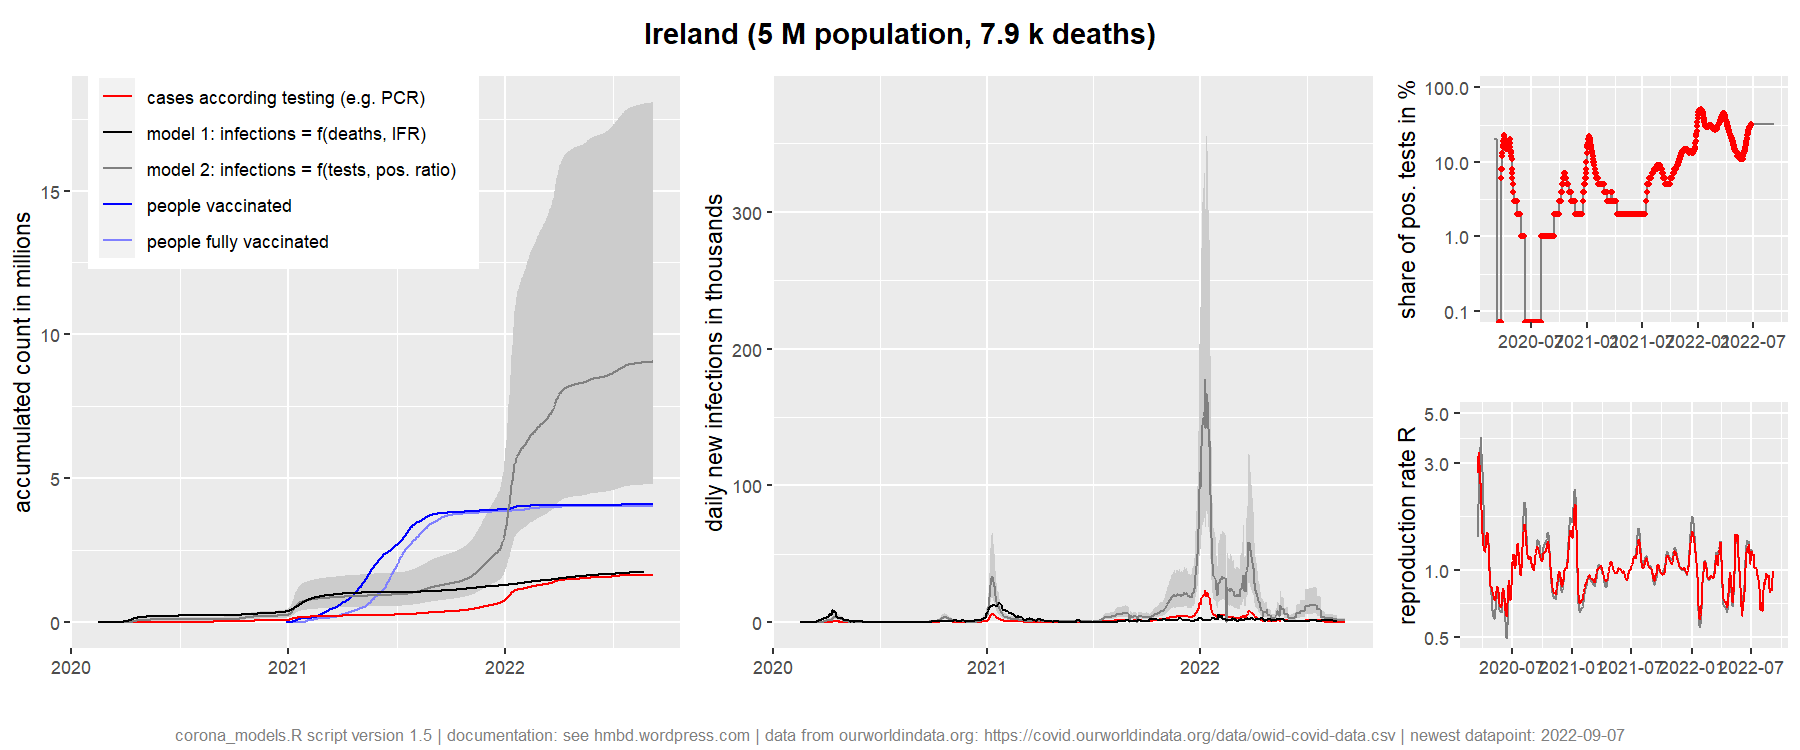 Ireland (5 M population, 7.9 k deaths)
cases according testing (e.g. PCR)
model 1: infections = f(deaths, IFR)
model 2: infections = f(tests, pos. ratio)
people vaccinated
people fully vaccinated
accumulated count in millions
15
10
5
0
2020
2021
2022
daily new infections in thousands
300
200
100
0
2020
2021
2022
share of pos. tests in %
100.0
10.0
1.0
0.1
2020-07
2021-01
2021-07
2022-01
2022-07
reproduction rate R
5.0
3.0
1.0
0.5
2020-07
2021-01
2021-07
2022-01
2022-07
corona_models.R script version 1.5 | documentation: see hmbd.wordpress.com | data from ourworldindata.org: https://covid.ourworldindata.org/data/owid-covid-data.csv | newest datapoint: 2022-09-07